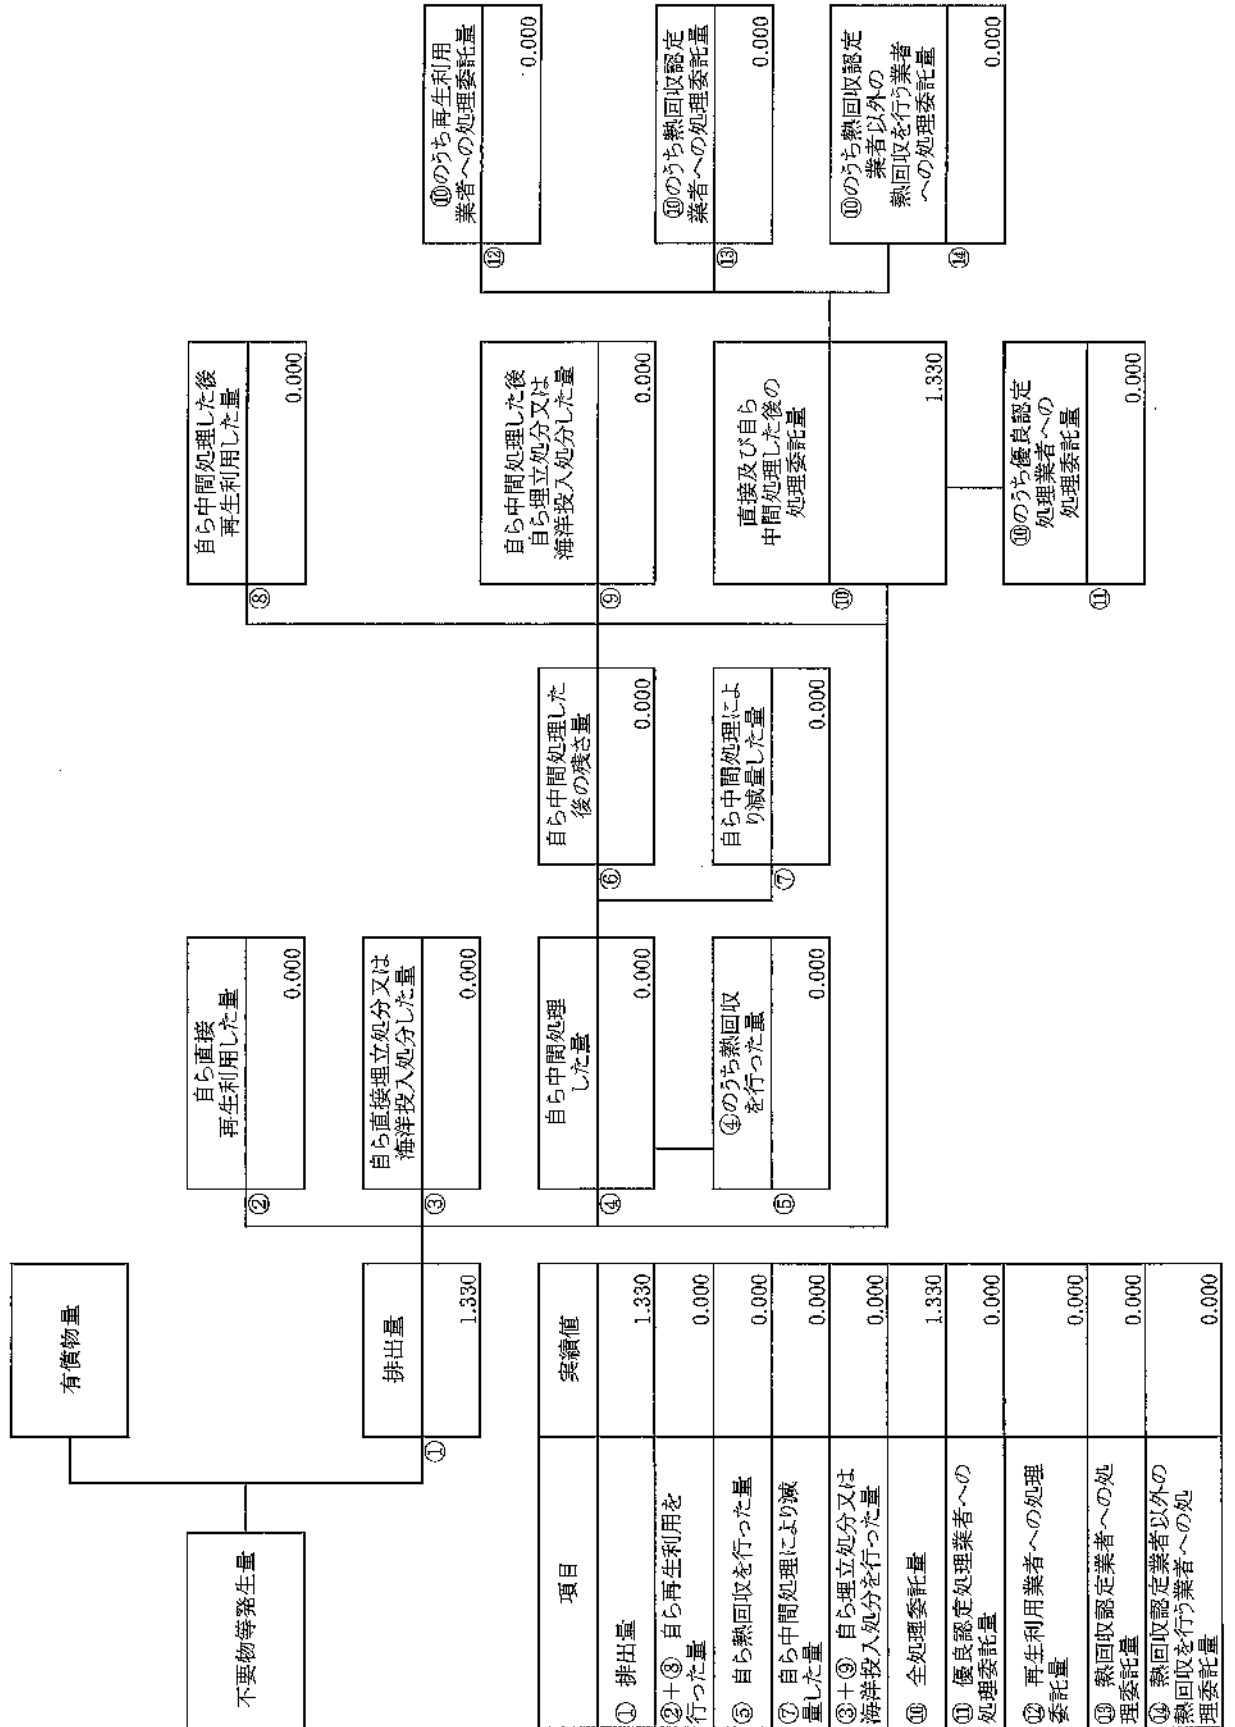 不要物等発生量
有償物量
排出量
①
1.330
自ら直接
再生利用した量
②
0.000
自ら直接埋立処分又は
海洋投入処分した量
③
0.000
自ら中間処理
した量
④
0.000
④のうち熱回収
を行った量
⑤
0.000
自ら中間処理した
後の残さ量
⑥
0.000
自ら中間処理によ
り減量した量
⑦
0.000
自ら中間処理した後
再生利用した量
⑧
0.000
自ら中間処理した後
自ら埋立処分又は
海洋投入処分した量
⑨
0.000
直接及び自ら
中間処理した後の
処理委託量
⑩
1.330
⑩のうち優良認定
処理業者への
処理委託量
⑪
0.000
⑩のうち再生利用
業者への処理委託量
⑫
0.000
⑩のうち熱回収認定
業者への処理委託量
⑬
0.000
⑩のうち熱回収認定
業者以外の
熱回収を行う業者
への処理委託量
⑭
0.000
項目 実績値
① 排出量 1.330
②+⑧ 自ら再生利用を
行った量 0.000
⑤ 自ら熱回収を行った量 0.000
⑦ 自ら中間処理により減
量した量 0.000
③+⑨ 自ら埋立処分又は
海洋投入処分を行った量 0.000
⑩ 全処理委託量 1.330
⑪ 優良認定処理業者への
処理委託量 0.000
⑫ 再生利用業者への処理
委託量 0.000
⑬ 熱回収認定業者への処
理委託量 0.000
⑭ 熱回収認定業者以外の
熱回収を行う業者への処
理委託量 0.000